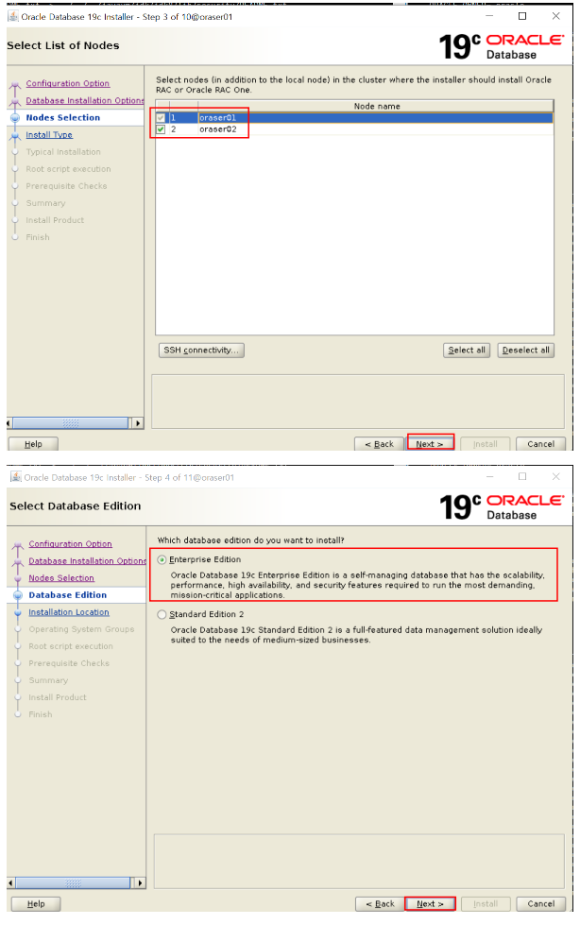 Oracle Database 19c Installer - Step 3 of 10@oraser01
Select List of Nodes
19c ORACLE
Database
Configuration Option
Database Installation Options
Nodes Selection
Install Type
Typical Installation
Root script execution
Prerequisite Checks
Summary
Install Product
Finish
Select nodes (in addition to the local node) in the cluster where the installer should install Oracle
RAC or Oracle RAC One.
Node name
1 oraser01
2 oraser02
SSH connectivity...
Select all
Deselect all
Help
< Back
Next >
Install
Cancel
Oracle Database 19c Installer - Step 4 of 11@oraser01
Select Database Edition
19c ORACLE
Database
Configuration Option
Database Installation Options
Nodes Selection
Database Edition
Installation Location
Operating System Groups
Root script execution
Prerequisite Checks
Summary
Install Product
Finish
Which database edition do you want to install?
Enterprise Edition
Oracle Database 19c Enterprise Edition is a self-managing database that has the scalability,
performance, high availability, and security features required to run the most demanding,
mission-critical applications.
Standard Edition 2
Oracle Database 19c Standard Edition 2 is a full-featured data management solution ideally
suited to the needs of medium-sized businesses.
Help
< Back
Next >
Install
Cancel